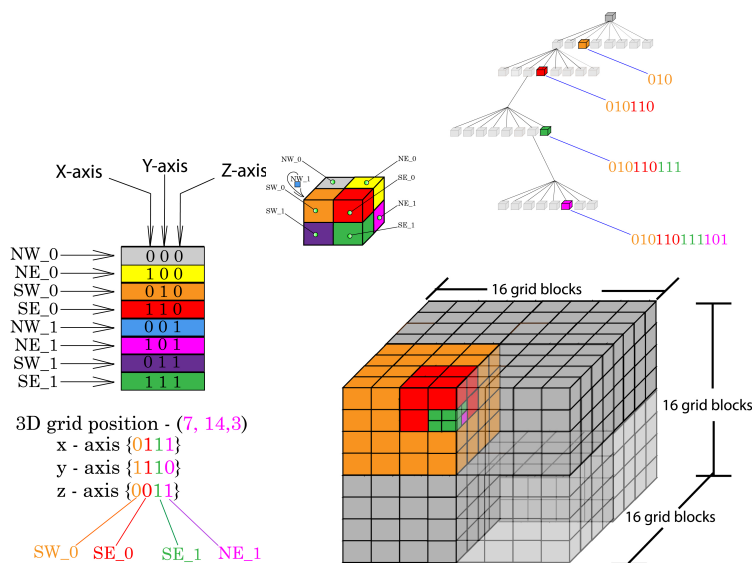 010
010110
010110111
010110111101
X-axis
Y-axis
Z-axis
NW_0 0 0 0
NE_0 1 0 0
SW_0 0 1 0
SE_0 1 1 0
NW_1 0 0 1
NE_1 1 0 1
SW_1 0 1 1
SE_1 1 1 1
NW_0
NE_0
NW_1
SE_0
SW_0
NE_1
SW_1
SE_1
16 grid blocks
16 grid blocks
16 grid blocks
3D grid position - (7, 14,3)
x - axis {0111}
y - axis {1110}
z - axis {0011}
SW_0 SE_0 SE_1 NE_1